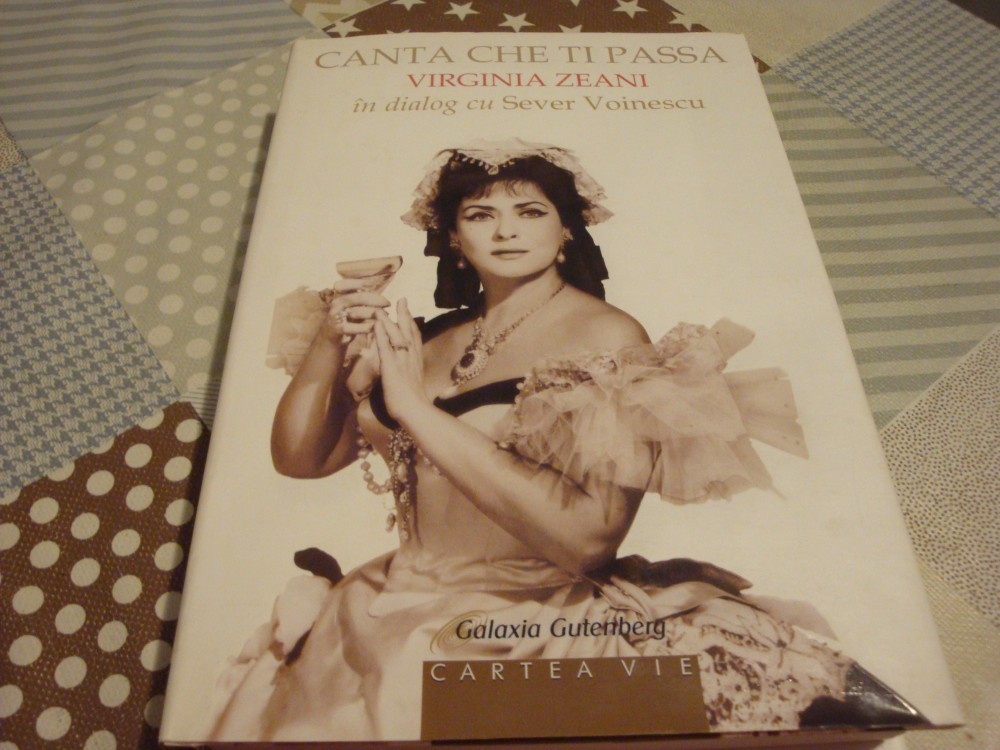 CANTA CHE TI PASSA
VIRGINIA ZEANI
în dialog cu Sever Voinescu
Galaxia Gutenberg
CARTEA VIE